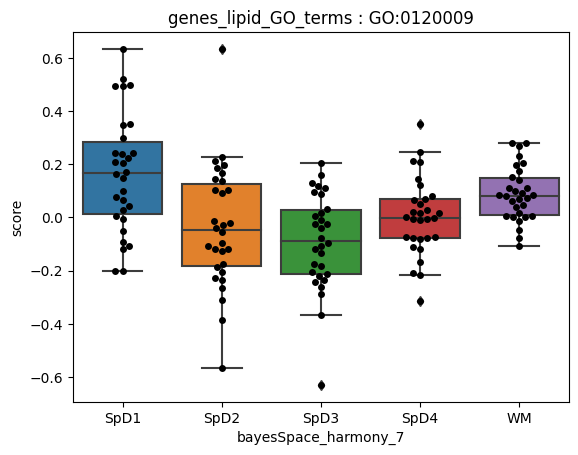 genes_lipid_GO_terms : GO:0120009
score
0.6
0.4
0.2
0.0
−0.2
−0.4
−0.6
SpD1 SpD2 SpD3 SpD4 WM
bayesSpace_harmony_7